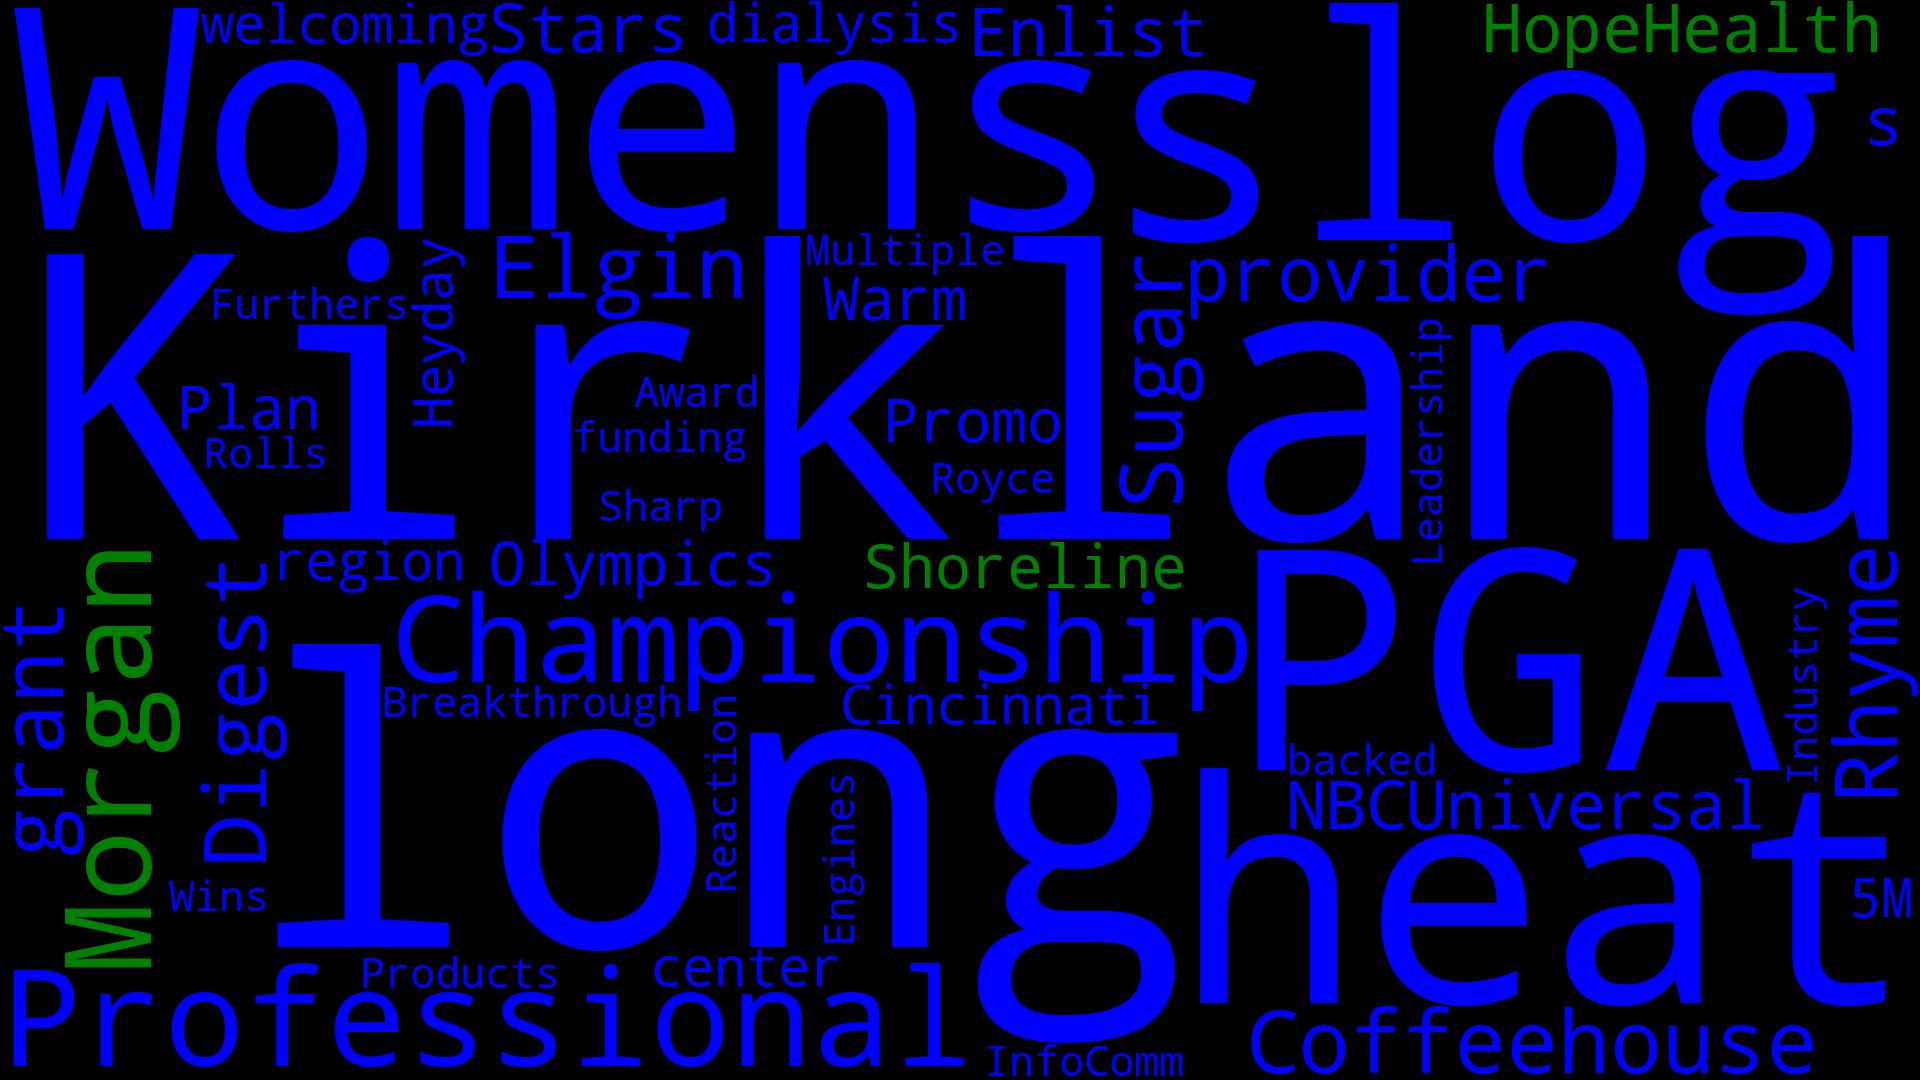 welcoming
Stars
dialysis
Enlist
HopeHealth
Womens
slog
s
Kirkland
Furthers
Heyday
Elgin
Multiple
Warm
Sugar
provider
Plan
Rolls
Award
funding
Promo
Royce
Sharp
Leadership
region
Olympics
Shoreline
Morgan
grant
Digest
Championship
PGA
Industry
Rhyme
Breakthrough
Reaction
Cincinnati
long
Engines
backed
NBCUniversal
heat
5M
Wins
Products
center
Professional
InfoComm
Coffeehouse